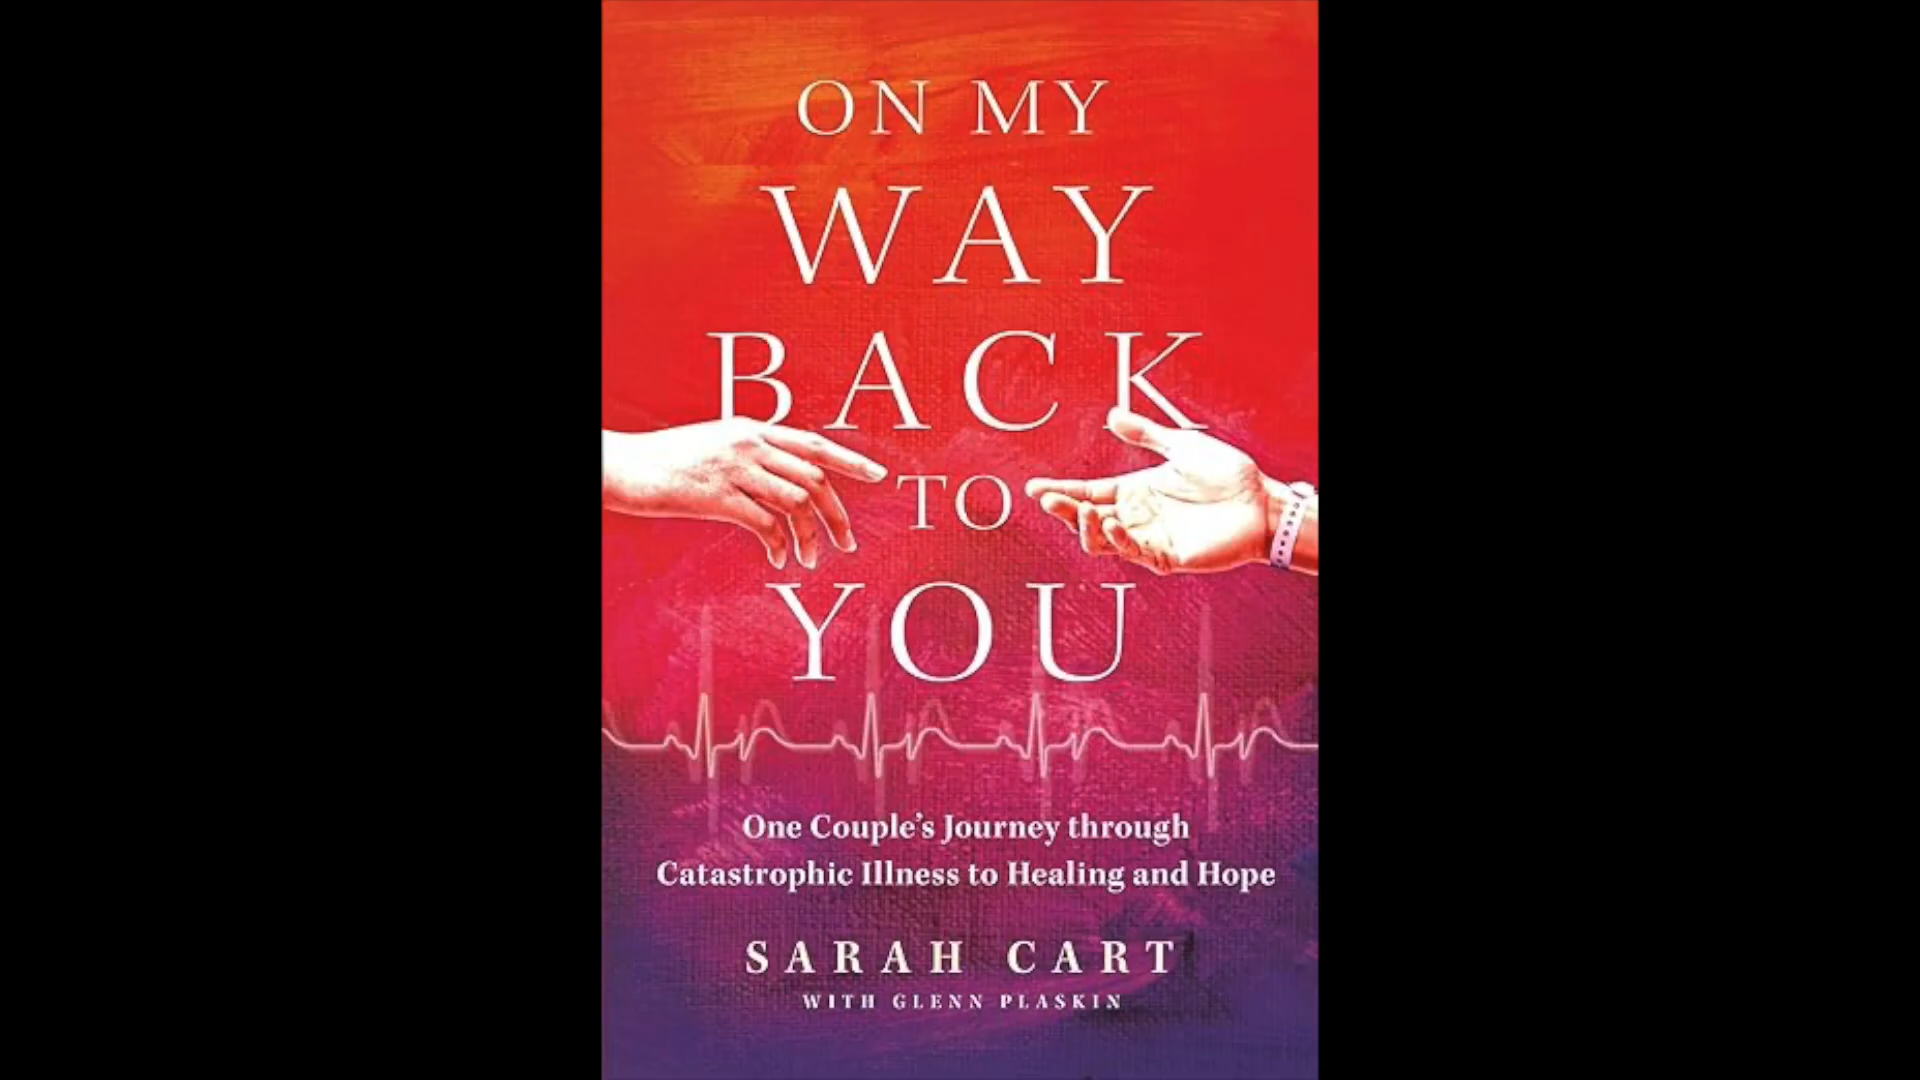 ON MY
WAY
BACK
TO
YOU
One Couple's Journey through
Catastrophic Illness to Healing and Hope
SARAH CART
WITH GLENN PLASKIN